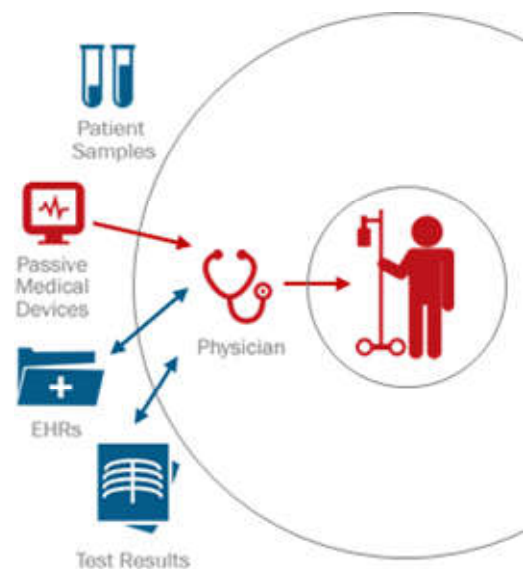 Patient
Samples
Passive
Medical
Devices
Physician
EHRs
Test Results